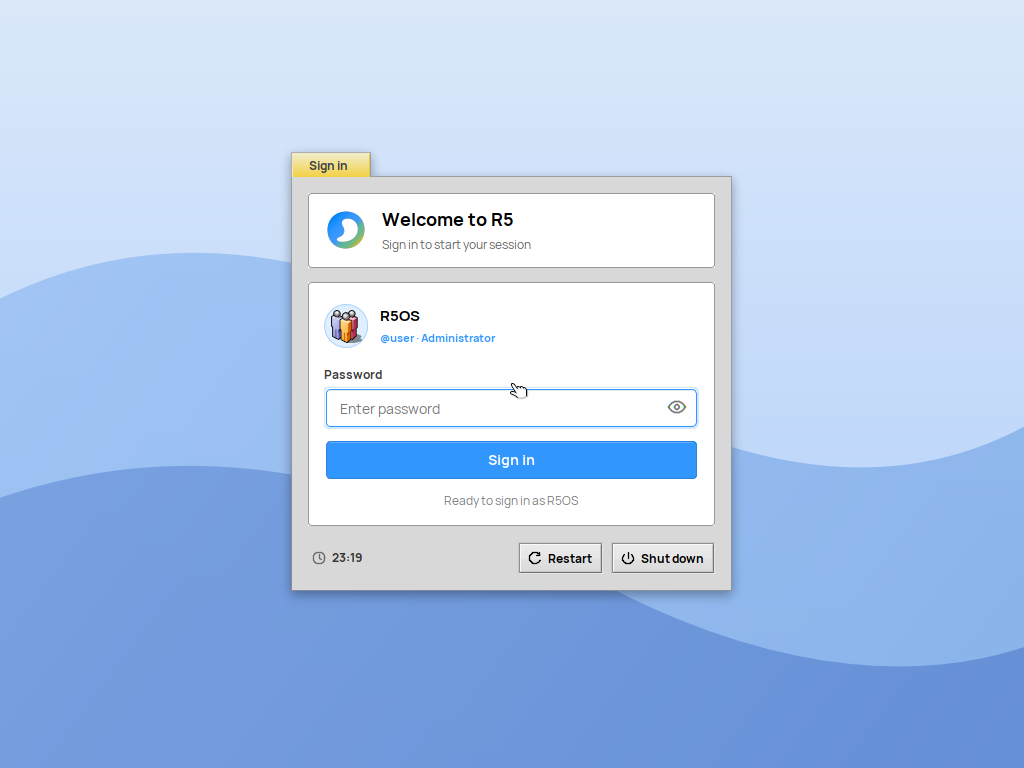 Sign in
Welcome to R5
Sign in to start your session
R5OS
@user · Administrator
Password
Enter password
Sign in
Ready to sign in as R5OS
23:19
Restart
Shut down